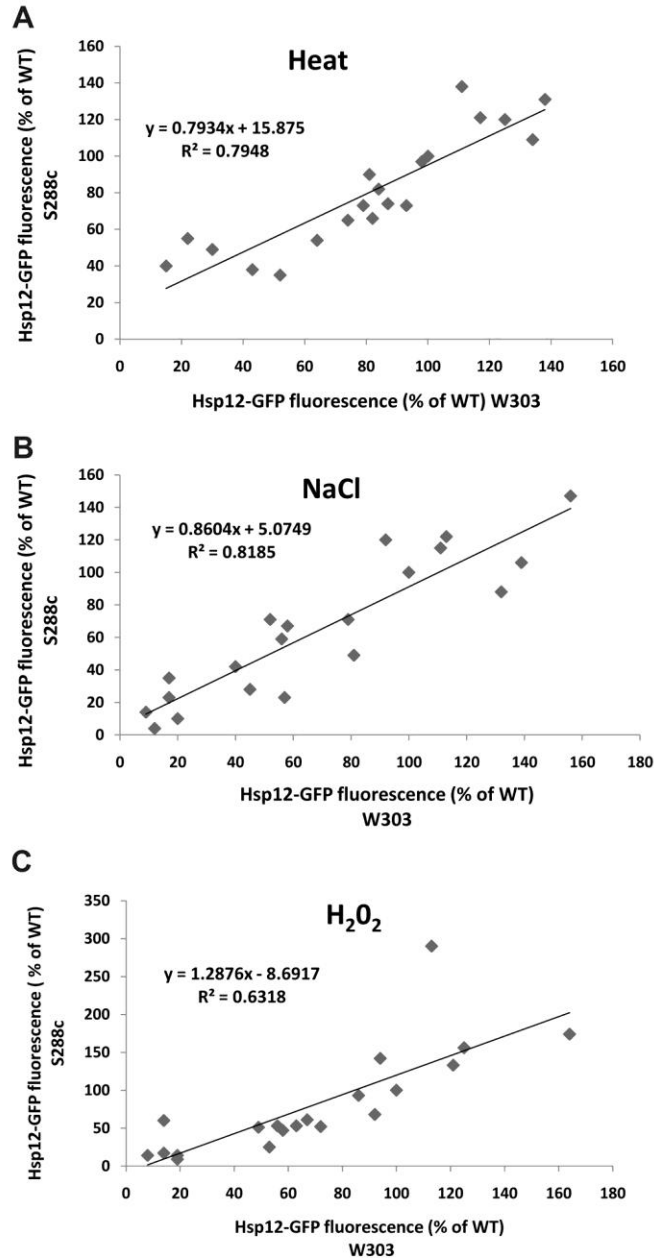 A
Heat
y = 0.7934x + 15.875
R² = 0.7948
Hsp12-GFP fluorescence (% of WT)
S288c
160
140
120
100
80
60
40
20
0
0 20 40 60 80 100 120 140 160
Hsp12-GFP fluorescence (% of WT) W303
B
NaCl
y = 0.8604x + 5.0749
R² = 0.8185
Hsp12-GFP fluorescence (% of WT)
S288c
160
140
120
100
80
60
40
20
0
0 20 40 60 80 100 120 140 160 180
Hsp12-GFP fluorescence (% of WT)
W303
C
H₂0₂
y = 1.2876x - 8.6917
R² = 0.6318
Hsp12-GFP fluorescence ( % of WT)
S288c
350
300
250
200
150
100
50
0
0 20 40 60 80 100 120 140 160 180
Hsp12-GFP fluorescence (% of WT)
W303